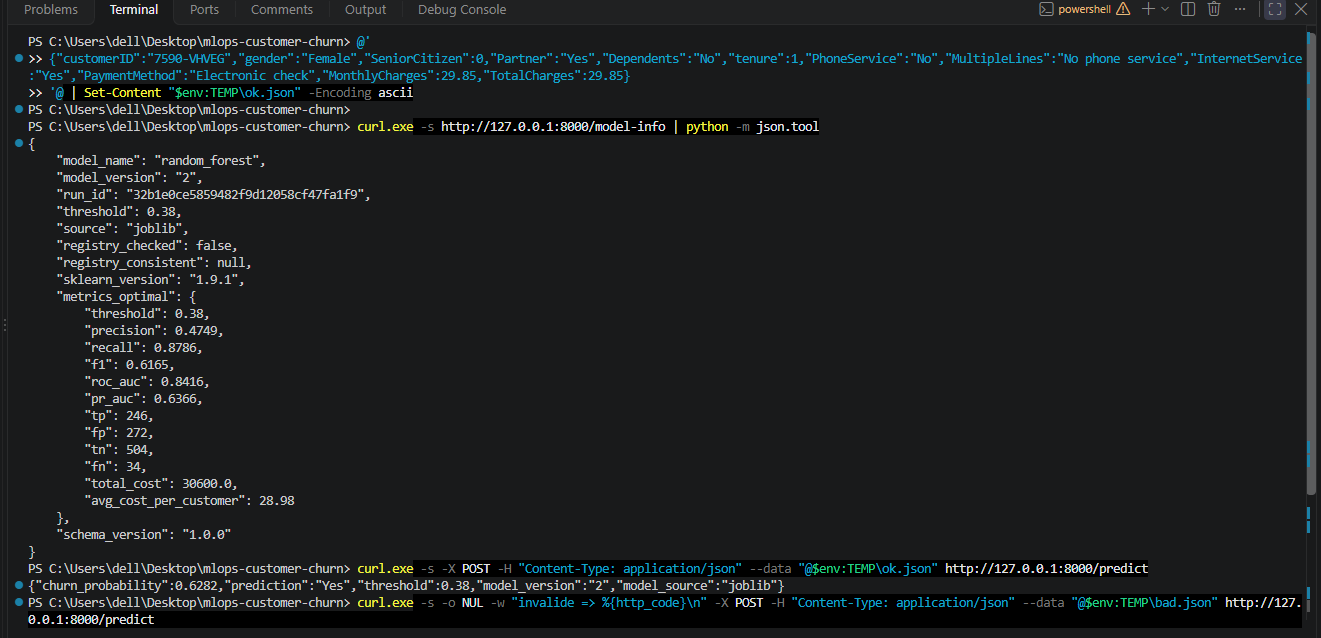 Problems Terminal Ports Comments Output Debug Console powershell
PS C:\Users\dell\Desktop\mlops-customer-churn> @'
>> {"customerID":"7590-VHVEG","gender":"Female","SeniorCitizen":0,"Partner":"Yes","Dependents":"No","tenure":1,"PhoneService":"No","MultipleLines":"No phone service","InternetService
:"Yes","PaymentMethod":"Electronic check","MonthlyCharges":29.85,"TotalCharges":29.85}
>> '@ | Set-Content "$env:TEMP\ok.json" -Encoding ascii
PS C:\Users\dell\Desktop\mlops-customer-churn>
PS C:\Users\dell\Desktop\mlops-customer-churn> curl.exe -s http://127.0.0.1:8000/model-info | python -m json.tool
{
    "model_name": "random_forest",
    "model_version": "2",
    "run_id": "32b1e0ce5859482f9d12058cf47fa1f9",
    "threshold": 0.38,
    "source": "joblib",
    "registry_checked": false,
    "registry_consistent": null,
    "sklearn_version": "1.9.1",
    "metrics_optimal": {
        "threshold": 0.38,
        "precision": 0.4749,
        "recall": 0.8786,
        "f1": 0.6165,
        "roc_auc": 0.8416,
        "pr_auc": 0.6366,
        "tp": 246,
        "fp": 272,
        "tn": 504,
        "fn": 34,
        "total_cost": 30600.0,
        "avg_cost_per_customer": 28.98
    },
    "schema_version": "1.0.0"
}
PS C:\Users\dell\Desktop\mlops-customer-churn> curl.exe -s -X POST -H "Content-Type: application/json" --data "@$env:TEMP\ok.json" http://127.0.0.1:8000/predict
{"churn_probability":0.6282,"prediction":"Yes","threshold":0.38,"model_version":"2","model_source":"joblib"}
PS C:\Users\dell\Desktop\mlops-customer-churn> curl.exe -s -o NUL -w "invalide => %{http_code}\n" -X POST -H "Content-Type: application/json" --data "@$env:TEMP\bad.json" http://127.
0.0.1:8000/predict